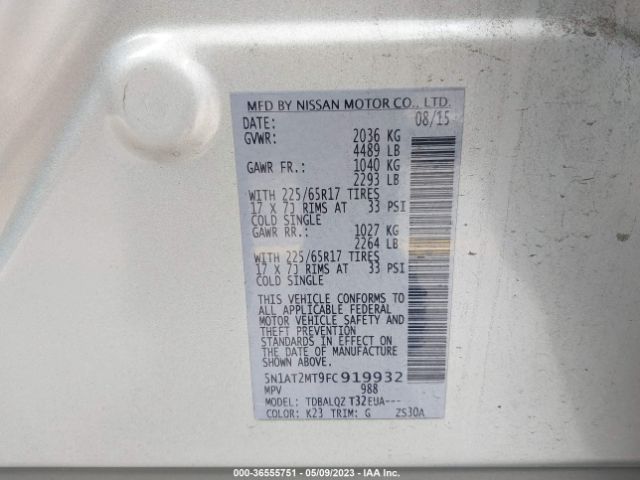 MFD BY NISSAN MOTOR CO., LTD.
DATE: 08/15
GVWR: 2036 KG
4489 LB
GAWR FR.: 1040 KG
2293 LB
WITH 225/65R17 TIRES
17 X 7J RIMS AT 33 PSI
COLD SINGLE
GAWR RR.: 1027 KG
2264 LB
WITH 225/65R17 TIRES
17 X 7J RIMS AT 33 PSI
COLD SINGLE
THIS VEHICLE CONFORMS TO
ALL APPLICABLE FEDERAL
MOTOR VEHICLE SAFETY AND
THEFT PREVENTION
STANDARDS IN EFFECT ON
THE DATE OF MANUFACTURE
SHOWN ABOVE.
5N1AT2MT9FC919932
MPV 988
MODEL: TDBALQZ T32EUA---
COLOR: K23 TRIM: G ZS30A
000-36555751 - 05/09/2023 - IAA Inc.